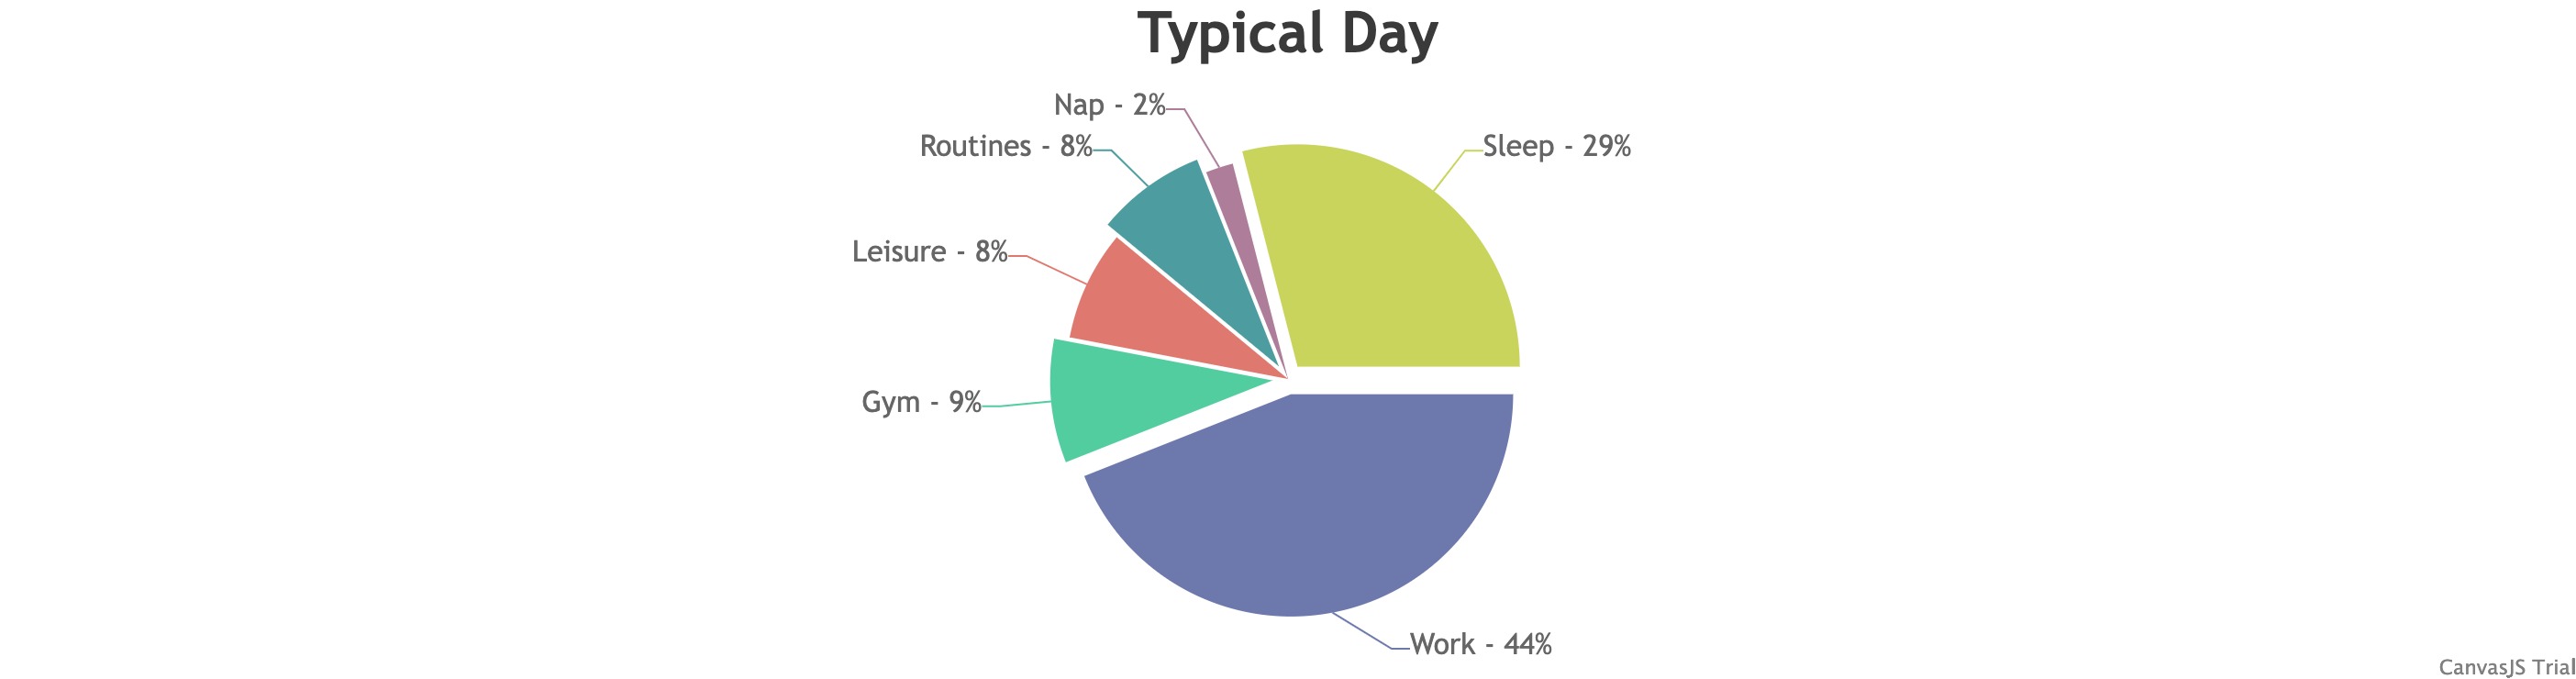 Typical Day
Nap - 2%
Routines - 8%
Sleep - 29%
Leisure - 8%
Gym - 9%
Work - 44%
CanvasJS Trial